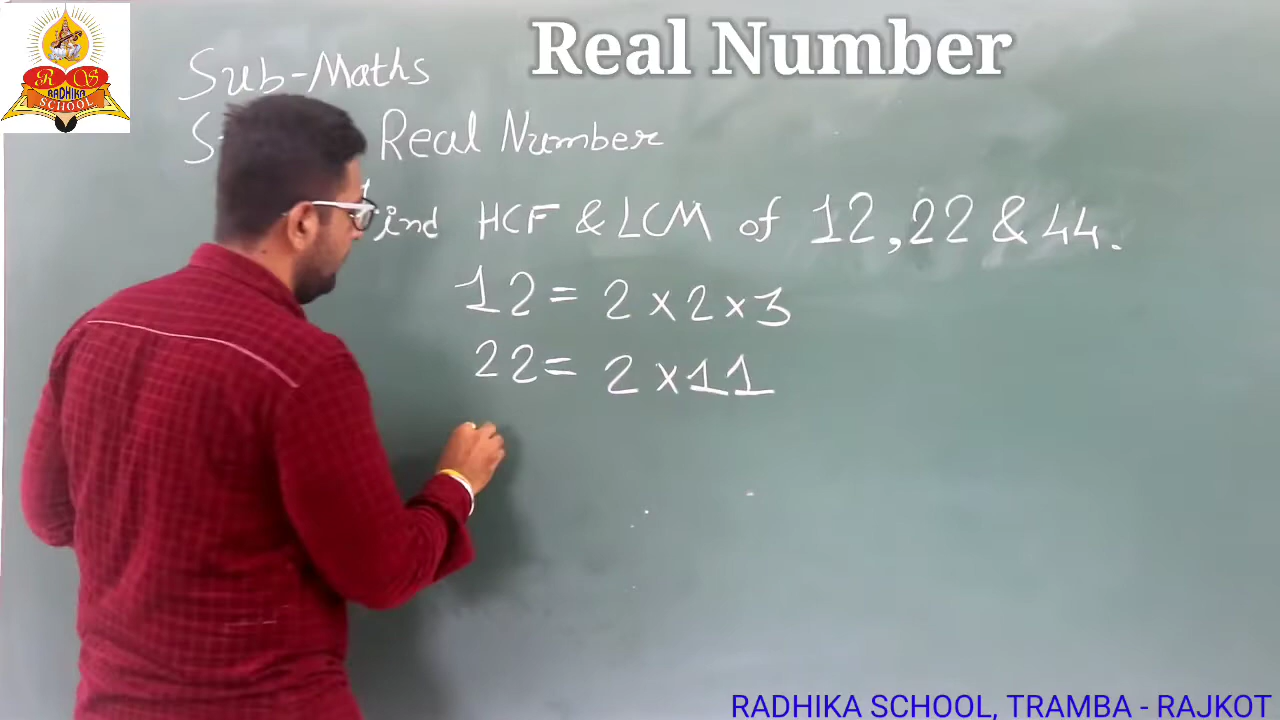 Real Number
R S
RADHIKA
SCHOOL
Sub-Maths
Real Number
ind HCF & LCM of 12, 22 & 44.
12 = 2 × 2 × 3
22 = 2 × 11
RADHIKA SCHOOL, TRAMBA - RAJKOT